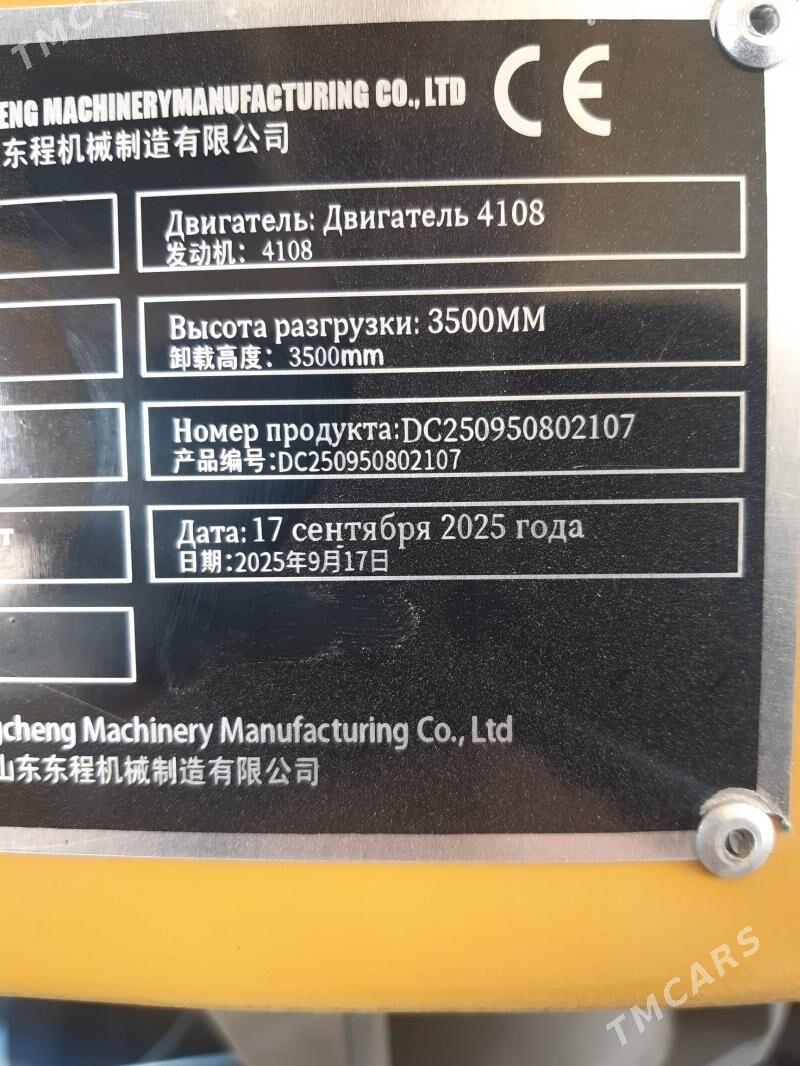 TMCARS
ENG MACHINERYMANUFACTURING CO., LTD
CE
东程机械制造有限公司
Двигатель: Двигатель 4108
发动机: 4108
Высота разгрузки: 3500ММ
卸载高度: 3500mm
Номер продукта:DC250950802107
产品编号:DC250950802107
т
Дата: 17 сентября 2025 года
日期:2025年9月17日
gcheng Machinery Manufacturing Co., Ltd
山东东程机械制造有限公司
TMCARS